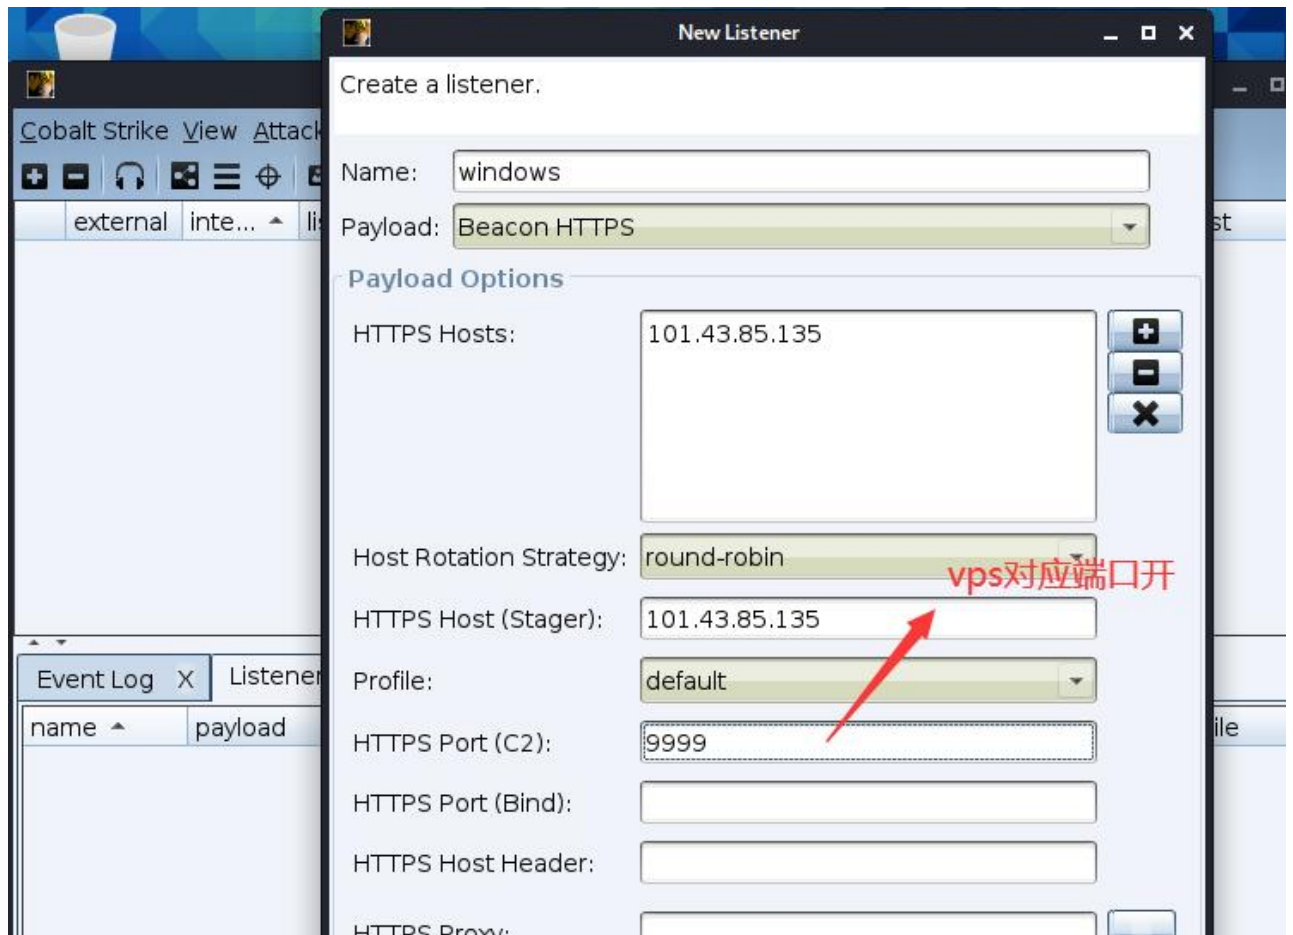 New Listener
Create a listener.
Cobalt Strike View Attack
Name: windows
external inte...
Payload: Beacon HTTPS
Payload Options
HTTPS Hosts: 101.43.85.135
Host Rotation Strategy: round-robin
vps对应端口开
HTTPS Host (Stager): 101.43.85.135
Event Log X Listener
Profile: default
name payload
HTTPS Port (C2): 9999
HTTPS Port (Bind):
HTTPS Host Header:
HTTPS Proxy: